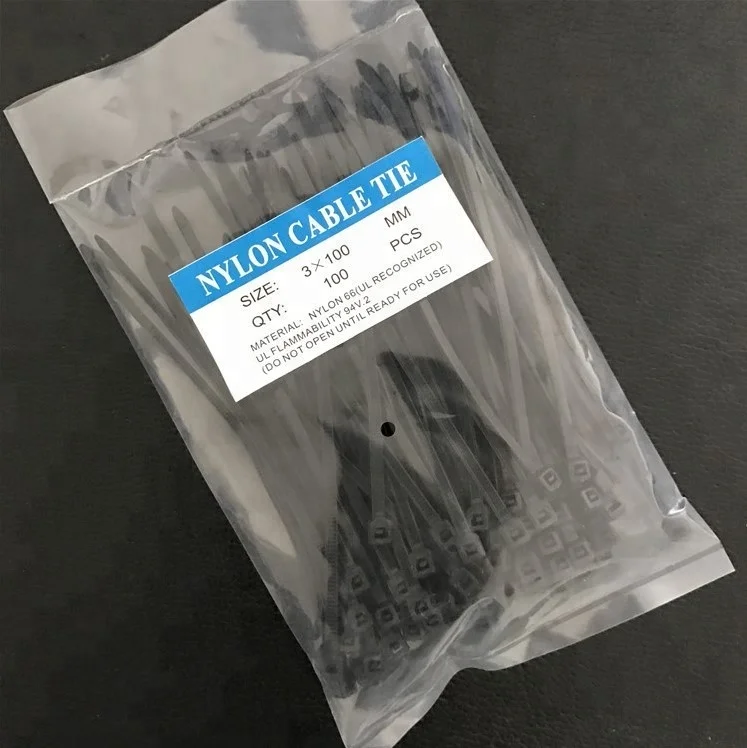 NYLON CABLE TIE
SIZE: 3×100 MM
QTY: 100 PCS
MATERIAL: NYLON 66(UL RECOGNIZED)
UL FLAMMABILITY 94V.2
(DO NOT OPEN UNTIL READY FOR USE)